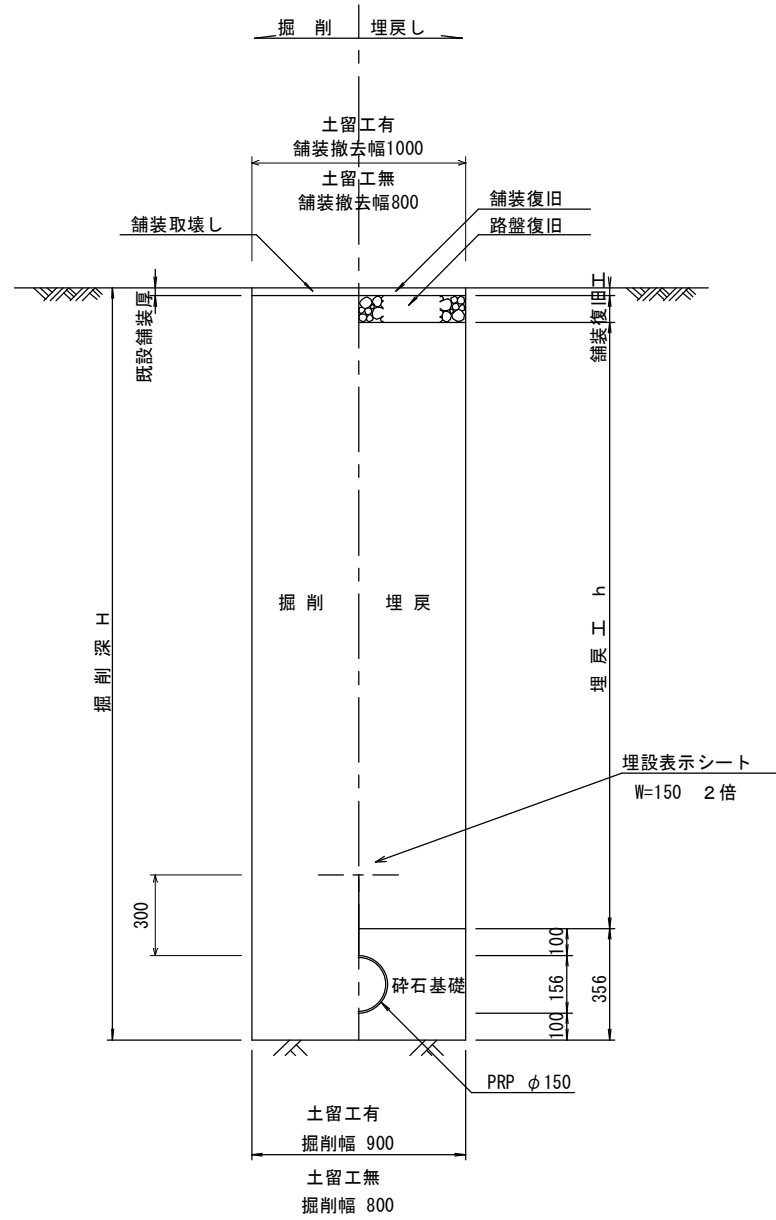 掘 削 埋戻し
土留工有
舗装撤去幅1000
土留工無
舗装撤去幅800
舗装取壊し
舗装復旧
路盤復旧
既設舗装厚
舗装復旧工
掘 削
埋 戻
掘 削 深 H
埋 戻 工 h
埋設表示シート
W=150 2倍
300
100
156
100
356
砕石基礎
PRP φ150
土留工有
掘削幅 900
土留工無
掘削幅 800